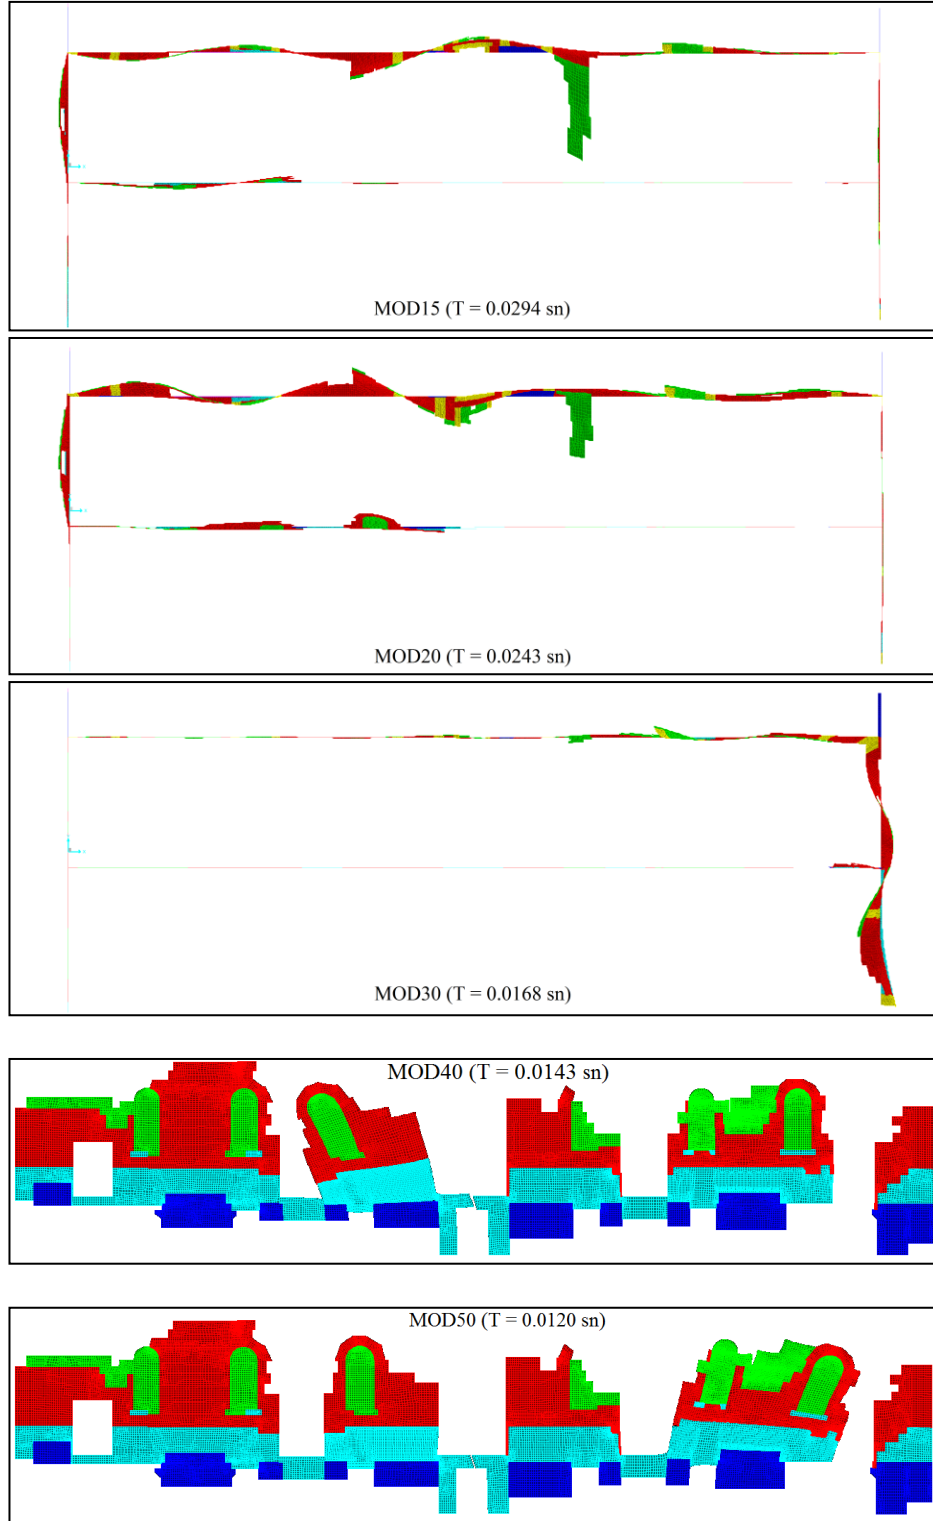 MOD15 (T = 0.0294 sn)
MOD20 (T = 0.0243 sn)
MOD30 (T = 0.0168 sn)
MOD40 (T = 0.0143 sn)
MOD50 (T = 0.0120 sn)